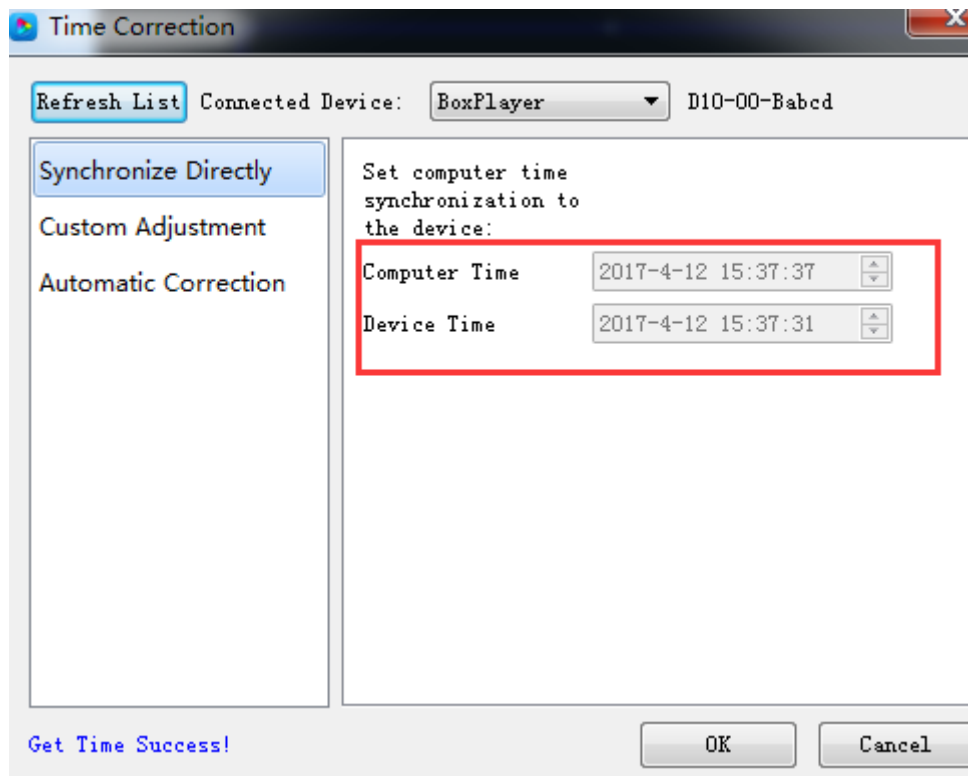 Time Correction
Refresh List Connected Device: BoxPlayer D10-00-Babcd
Synchronize Directly
Custom Adjustment
Automatic Correction
Set computer time
synchronization to
the device:
Computer Time 2017-4-12 15:37:37
Device Time 2017-4-12 15:37:31
Get Time Success!
OK Cancel